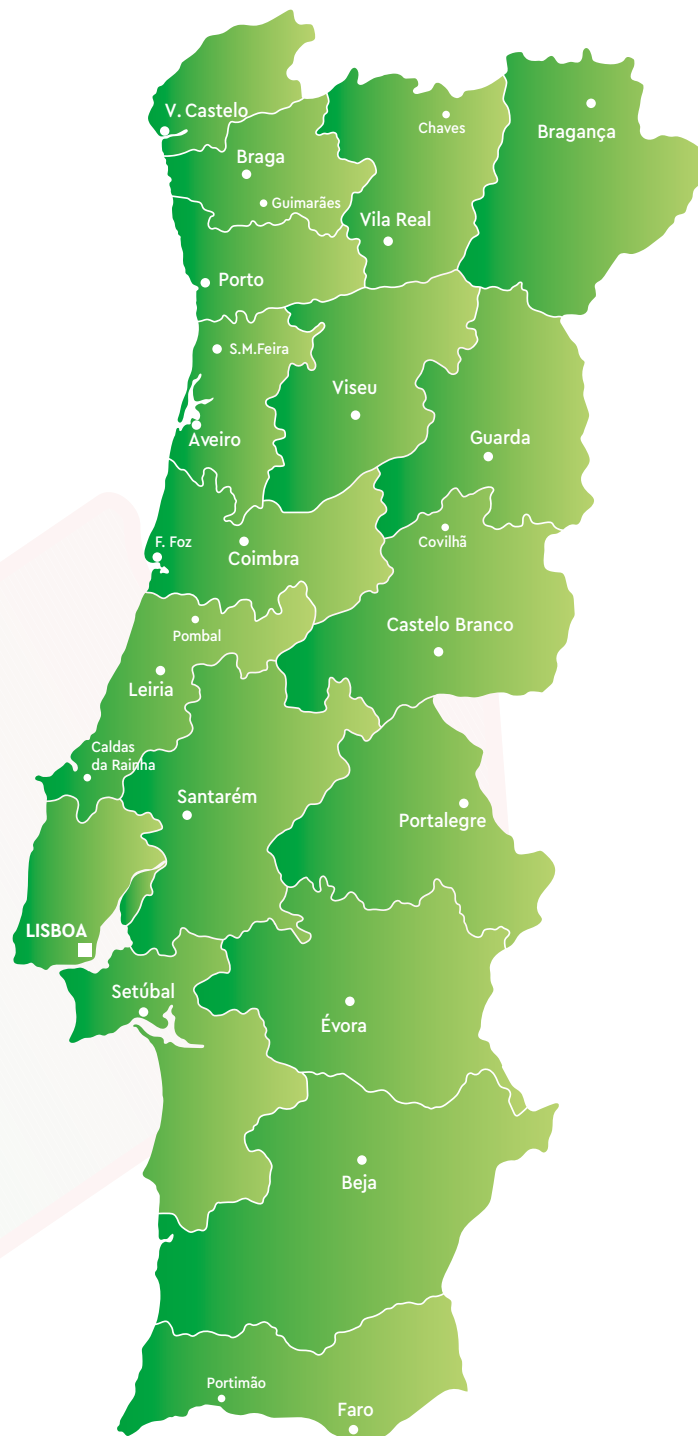 V. Castelo
Chaves
Bragança
Braga
Guimarães
Vila Real
Porto
S.M.Feira
Viseu
Aveiro
Guarda
F. Foz
Coimbra
Covilhã
Pombal
Castelo Branco
Leiria
Caldas
da Rainha
Santarém
Portalegre
LISBOA
Setúbal
Évora
Beja
Portimão
Faro